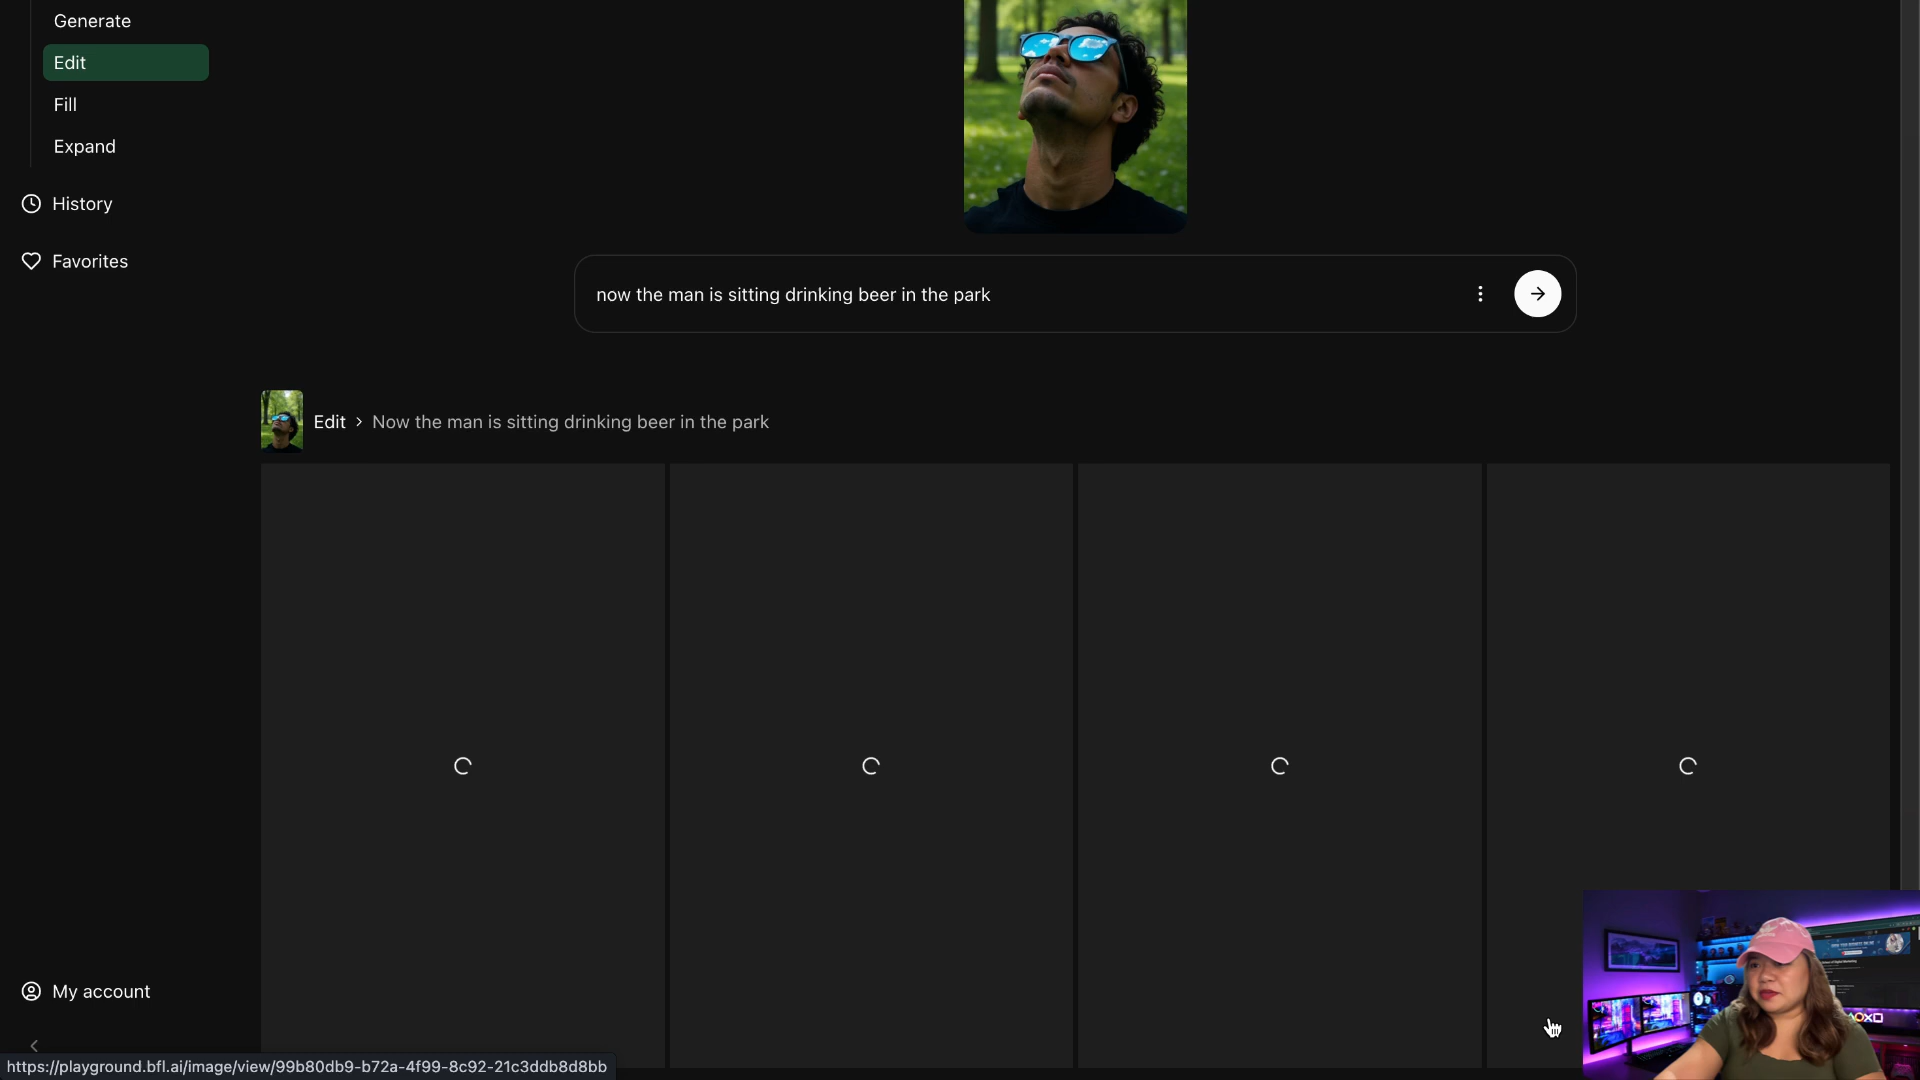 Generate
Edit
Fill
Expand
History
Favorites
now the man is sitting drinking beer in the park
Edit > Now the man is sitting drinking beer in the park
My account
https://playground.bfl.ai/image/view/99b80db9-b72a-4f99-8c92-21c3ddb8d8bb